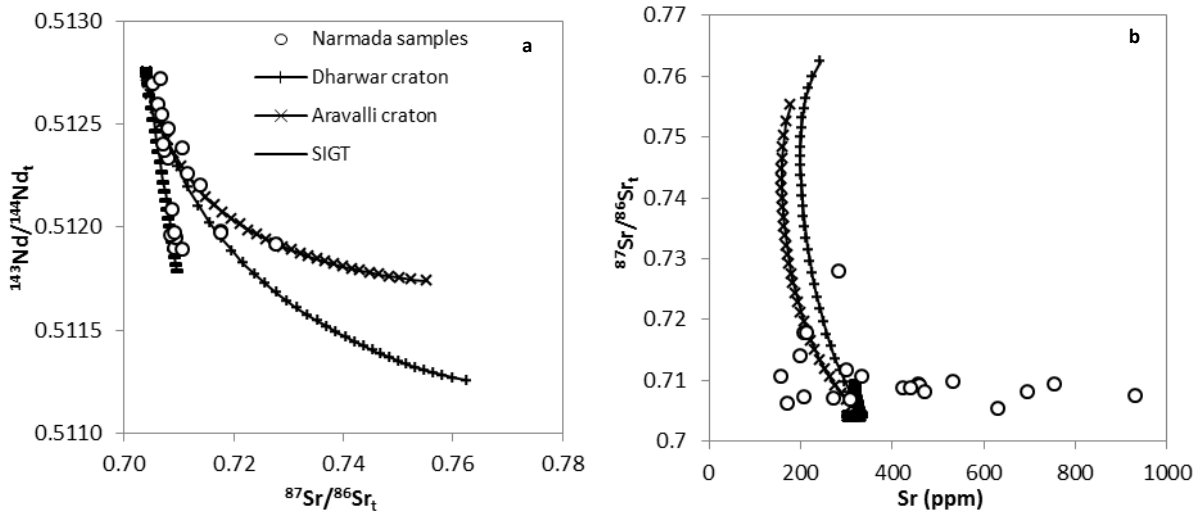 0.5130
0.5125
0.5120
0.5115
0.5110
¹⁴³Nd/¹⁴⁴Ndₜ
0.70 0.72 0.74 0.76 0.78
⁸⁷Sr/⁸⁶Srₜ
a
Narmada samples
Dharwar craton
Aravalli craton
SIGT
0.77
0.76
0.75
0.74
0.73
0.72
0.71
0.7
⁸⁷Sr/⁸⁶Srₜ
0 200 400 600 800 1000
Sr (ppm)
b